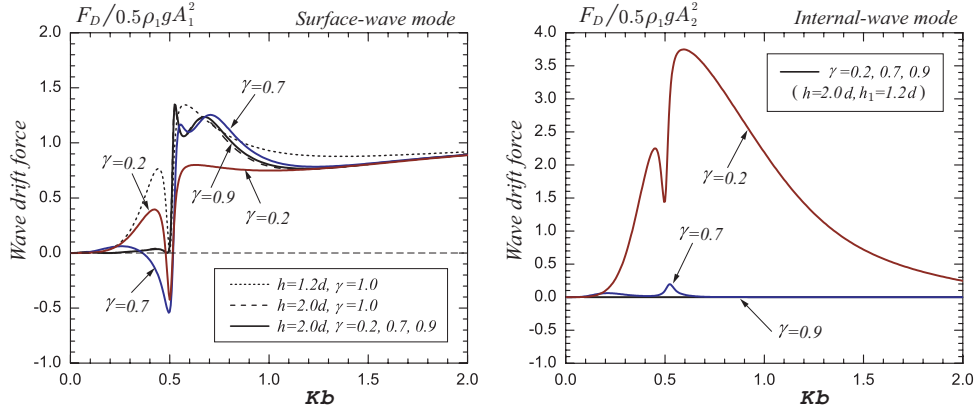 F_D/0.5ρ₁gA₁²
Surface-wave mode
2.0
1.5
1.0
0.5
0.0
-0.5
-1.0
Wave drift force
γ=0.7
γ=0.2
γ=0.9
γ=0.2
γ=0.7
h=1.2d, γ=1.0
h=2.0d, γ=1.0
h=2.0d, γ=0.2, 0.7, 0.9
0.0 0.5 1.0 1.5 2.0
Kb
F_D/0.5ρ₁gA₂²
Internal-wave mode
4.0
3.5
3.0
2.5
2.0
1.5
1.0
0.5
0.0
-0.5
-1.0
Wave drift force
γ=0.2, 0.7, 0.9
(h=2.0d, h₁=1.2d)
γ=0.2
γ=0.7
γ=0.9
0.0 0.5 1.0 1.5 2.0
Kb